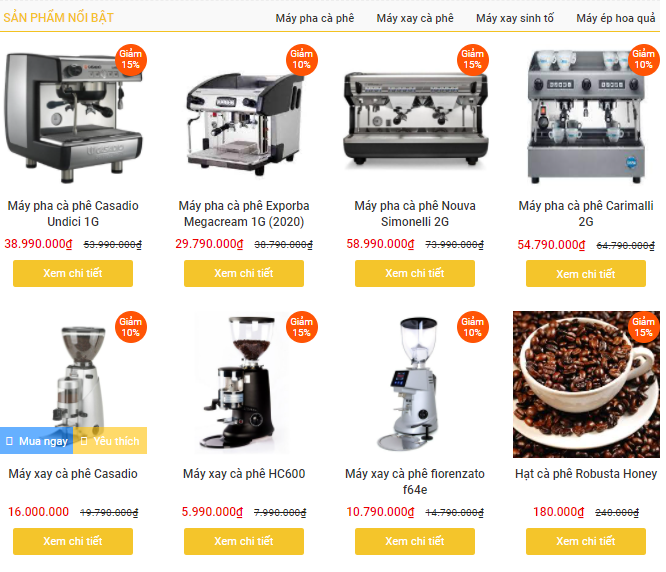 SẢN PHẨM NỔI BẬT
Máy pha cà phê Máy xay cà phê Máy xay sinh tố Máy ép hoa quả
Giảm 15%
Giảm 10%
Giảm 15%
Giảm 10%
Máy pha cà phê Casadio
Undici 1G
38.990.000₫ 53.990.000₫
Xem chi tiết
Máy pha cà phê Exporba
Megacream 1G (2020)
29.790.000₫ 38.790.000₫
Xem chi tiết
Máy pha cà phê Nouva
Simonelli 2G
58.990.000₫ 73.990.000₫
Xem chi tiết
Máy pha cà phê Carimalli
2G
54.790.000₫ 64.790.000₫
Xem chi tiết
Giảm 10%
Giảm 15%
Giảm 10%
Giảm 15%
Mua ngay Yêu thích
Máy xay cà phê Casadio
16.000.000 19.790.000₫
Xem chi tiết
Máy xay cà phê HC600
5.990.000₫ 7.990.000₫
Xem chi tiết
Máy xay cà phê fiorenzato
f64e
10.790.000₫ 14.790.000₫
Xem chi tiết
Hạt cà phê Robusta Honey
180.000₫ 240.000₫
Xem chi tiết